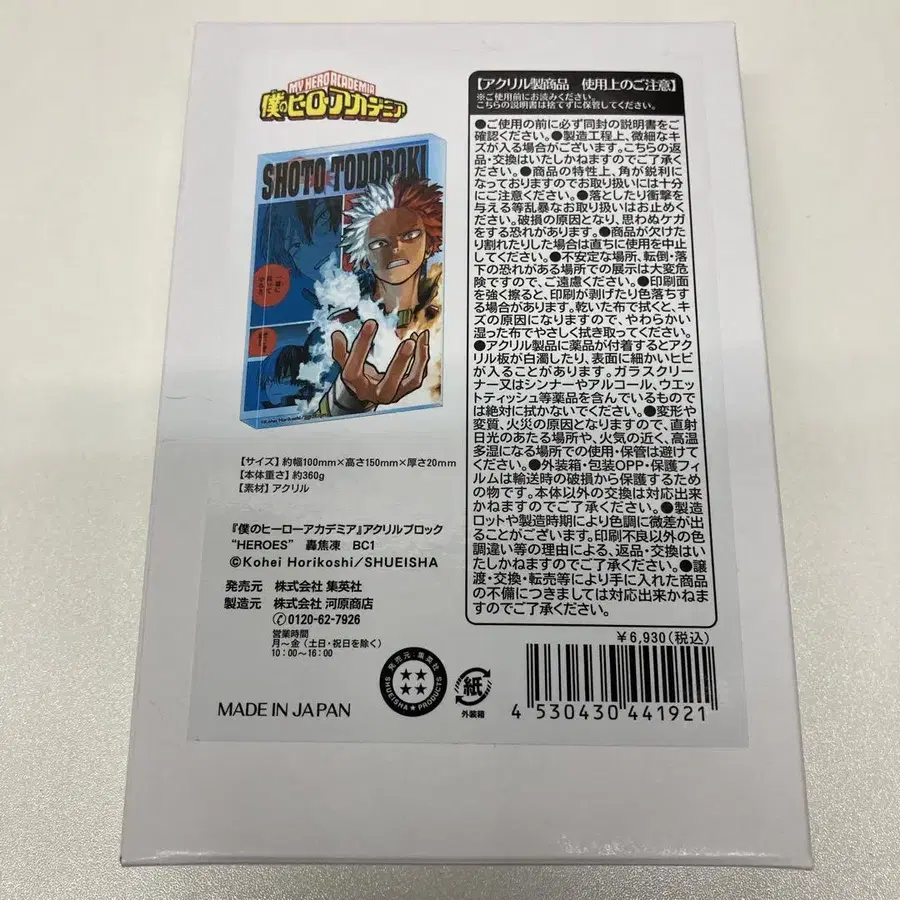 MY HERO ACADEMIA
僕のヒーローアカデミア
SHOTO TODOROKI
©Kohei Horikoshi/
【サイズ】約幅100mm×高さ150mm×厚さ20mm
【本体重さ】約360g
【素材】アクリル
『僕のヒーローアカデミア』アクリルブロック
“HEROES” 轟焦凍 BC1
©Kohei Horikoshi/SHUEISHA
発売元 株式会社 集英社
製造元 株式会社 河原商店
0120-62-7926
営業時間
月～金(土日・祝日を除く)
10:00～16:00
MADE IN JAPAN
発売元:集英社
SHUEISHA★PRODUCTS
紙
外装箱
【アクリル製商品 使用上のご注意】
※ご使用前にお読みください。
こちらの説明書は捨てずに保管してください。
●ご使用の前に必ず同封の説明書をご
確認ください。●製造工程上、微細なキ
ズが入る場合がございます。こちらの返
品・交換はいたしかねますのでご了承く
ださい。●商品の特性上、角が鋭利に
なっておりますのでお取り扱いには十分
にご注意ください。●落としたり衝撃を
与える等乱暴なお取り扱いはお止めく
ださい。破損の原因となり、思わぬケガ
をする恐れがあります。●商品が欠けた
り割れたりした場合は直ちに使用を中止
してください。●不安定な場所、転倒・落
下の恐れがある場所での展示は大変危
険ですので、ご遠慮ください。●印刷面
を強く擦ると、印刷が剥げたり色落ちす
る場合があります。乾いた布で拭くと、キ
ズの原因になりますので、やわらかい
湿った布でやさしく拭き取ってください。
●アクリル製品に薬品が付着するとアク
リル板が白濁したり、表面に細かいヒビ
が入ることがあります。ガラスクリー
ナー又はシンナーやアルコール、ウエッ
トティッシュ等薬品を含んでいるもので
は絶対に拭かないでください。●変形や
変質、火災の原因となりますので、直射
日光のあたる場所や、火気の近く、高温
多湿になる場所での使用・保管は避けて
ください。●外装箱・包装OPP・保護フィ
ルムは輸送時の破損から保護するため
の物です。本体以外の交換は対応出来
かねますのでご了承ください。●製造
ロットや製造時期により色調に微差が出
ることがございます。印刷不良以外の色
調違い等の理由による、返品・交換はい
たしかねますのでご了承ください。●譲
渡・交換・転売等により手に入れた商品
の不備につきましては対応出来かねま
すのでご了承ください。
￥6,930(税込)
4 530430 441921